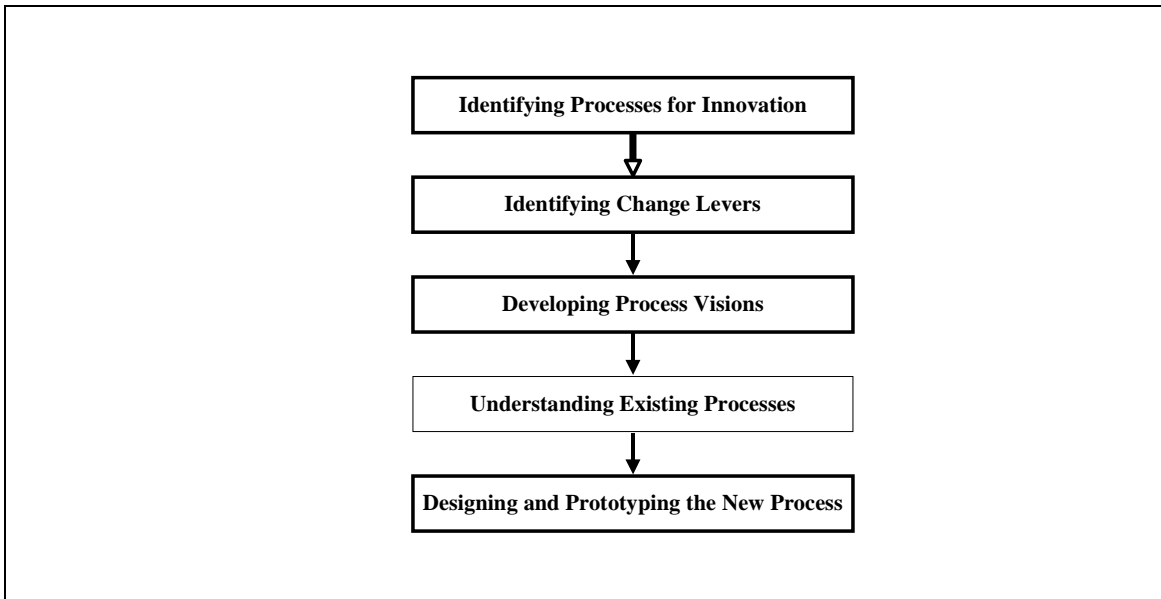 Identifying Processes for Innovation
Identifying Change Levers
Developing Process Visions
Understanding Existing Processes
Designing and Prototyping the New Process